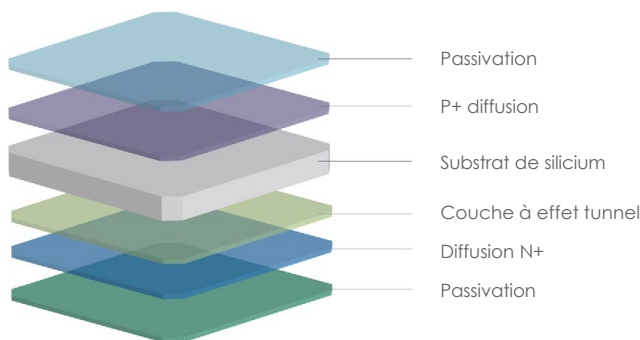 Passivation
P+ diffusion
Substrat de silicium
Couche à effet tunnel
Diffusion N+
Passivation